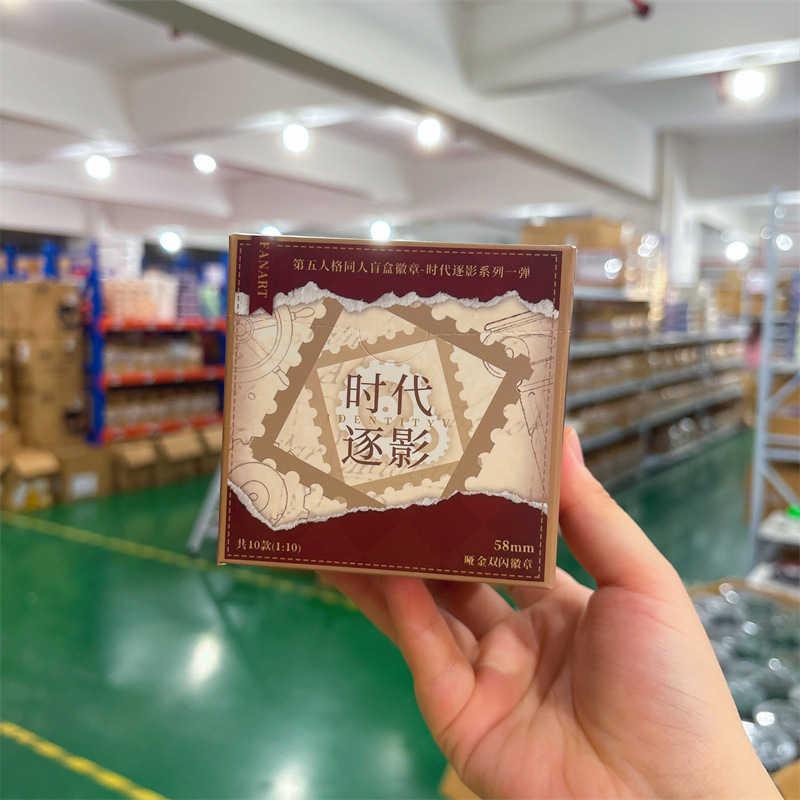 FANART
第五人格同人盲盒徽章-时代逐影系列一弹
时代
DENTITYV
逐影
共10款(1:10)
58mm
哑金双闪徽章